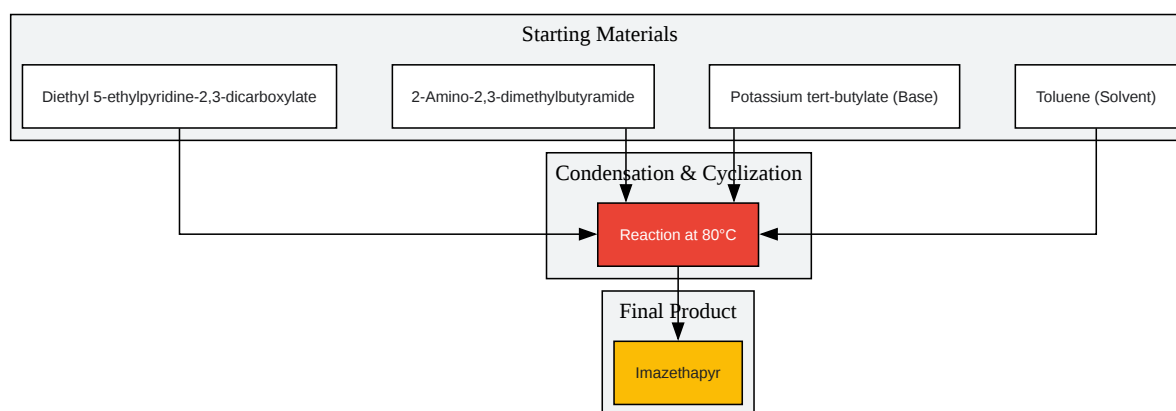 Starting Materials
Diethyl 5-ethylpyridine-2,3-dicarboxylate
2-Amino-2,3-dimethylbutyramide
Potassium tert-butylate (Base)
Toluene (Solvent)
Condensation & Cyclization
Reaction at 80°C
Final Product
Imazethapyr